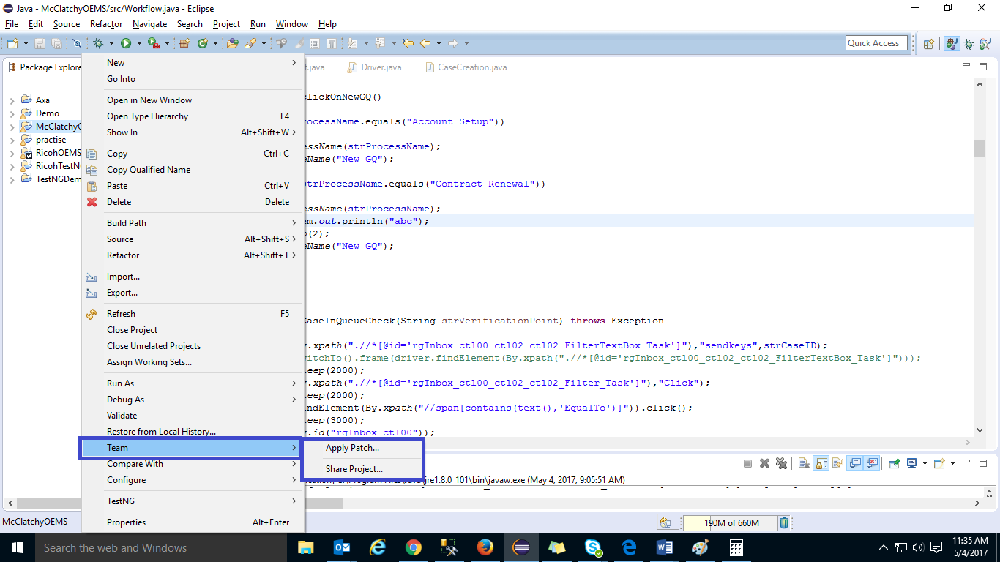 Java - McClatchyOEMS/src/Workflow.java - Eclipse
File Edit Source Refactor Navigate Search Project Run Window Help
Quick Access
Package Explore
t.java Driver.java CaseCreation.java
Axa
Demo
McClatchyO
practise
RicohOEMS
RicohTestN
TestNGDem
New
Go Into
Open in New Window
Open Type Hierarchy F4
Show In Alt+Shift+W
Copy Ctrl+C
Copy Qualified Name
Paste Ctrl+V
Delete Delete
Build Path
Source Alt+Shift+S
Refactor Alt+Shift+T
Import...
Export...
Refresh F5
Close Project
Close Unrelated Projects
Assign Working Sets...
Run As
Debug As
Validate
Restore from Local History...
Team
Compare With
Configure
TestNG
Properties Alt+Enter
Apply Patch...
Share Project...
clickOnNewGQ()
ocessName.equals("Account Setup"))
essName(strProcessName);
eName("New GQ");
strProcessName.equals("Contract Renewal"))
essName(strProcessName);
em.out.println("abc");
(2);
eName("New GQ");
CaseInQueueCheck(String strVerificationPoint) throws Exception
y.xpath(".//*[@id='rgInbox_ctl00_ctl02_ctl02_FilterTextBox_Task']"),"sendkeys",strCaseID);
witchTo().frame(driver.findElement(By.xpath(".//*[@id='rgInbox_ctl00_ctl02_ctl02_FilterTextBox_Task']")));
leep(2000);
y.xpath(".//*[@id='rgInbox_ctl00_ctl02_ctl02_Filter_Task']"),"Click");
leep(2000);
indElement(By.xpath("//span[contains(text(),'EqualTo')]")).click();
leep(3000);
y.id("rgInbox_ctl00"));
cation] C:\Program Files\Java\jre1.8.0_101\bin\javaw.exe (May 4, 2017, 9:05:51 AM)
McClatchyOEMS
190M of 660M
Search the web and Windows
11:35 AM
5/4/2017